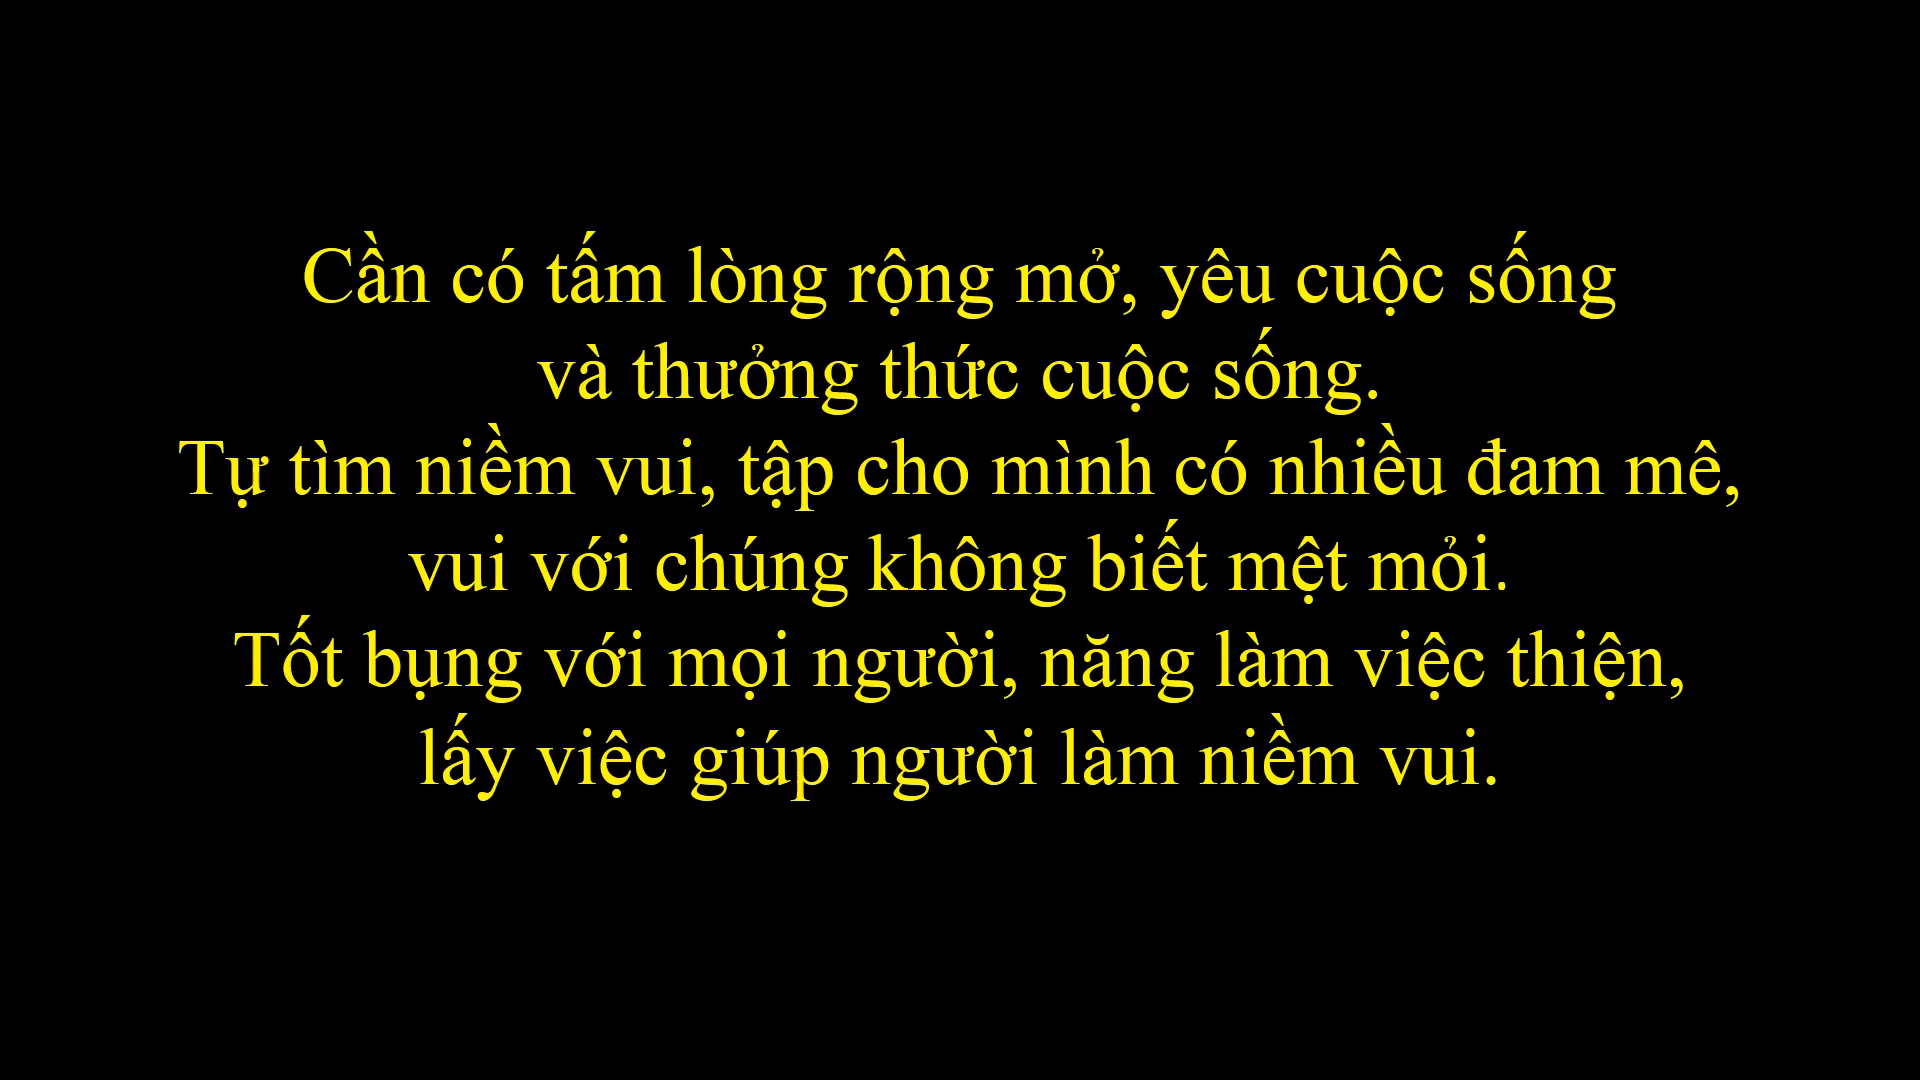 Cần có tấm lòng rộng mở, yêu cuộc sống
và thưởng thức cuộc sống.
Tự tìm niềm vui, tập cho mình có nhiều đam mê,
vui với chúng không biết mệt mỏi.
Tốt bụng với mọi người, năng làm việc thiện,
lấy việc giúp người làm niềm vui.